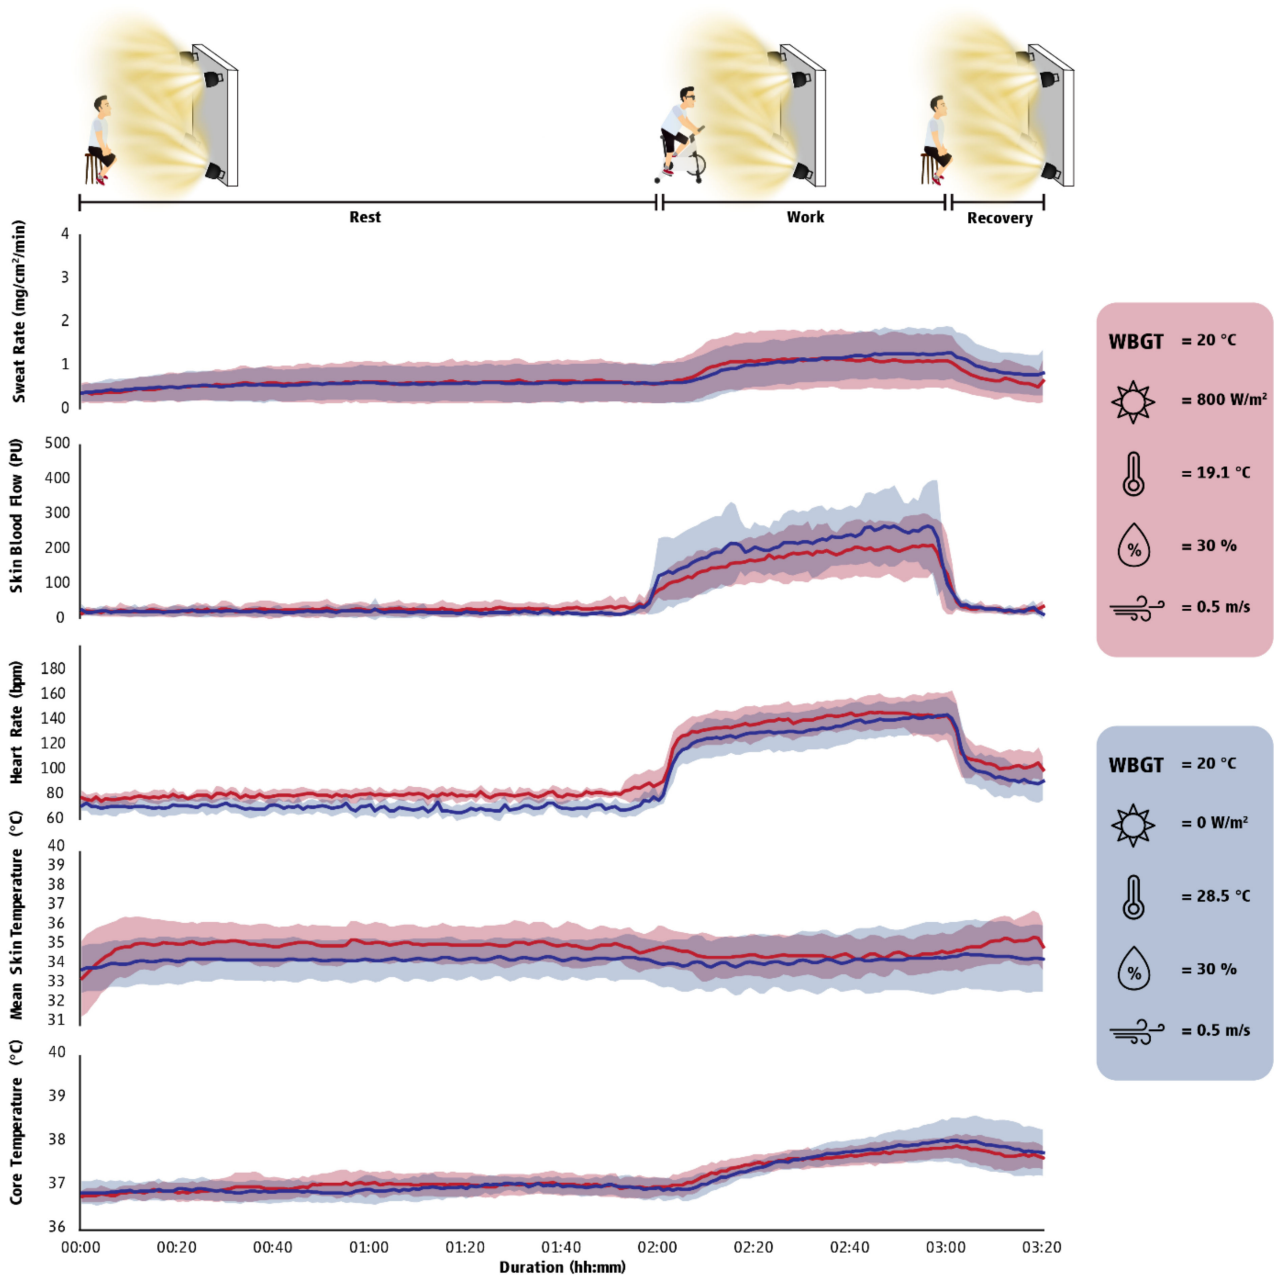 Rest
Work
Recovery
Sweat Rate (mg/cm²/min)
4
3
2
1
0
Skin Blood Flow (PU)
500
400
300
200
100
0
Heart Rate (bpm)
180
160
140
120
100
80
60
Mean Skin Temperature (°C)
40
39
38
37
36
35
34
33
32
31
Core Temperature (°C)
40
39
38
37
36
00:00 00:20 00:40 01:00 01:20 01:40 02:00 02:20 02:40 03:00 03:20
Duration (hh:mm)
WBGT = 20 °C
= 800 W/m²
= 19.1 °C
% = 30 %
= 0.5 m/s
WBGT = 20 °C
= 0 W/m²
= 28.5 °C
% = 30 %
= 0.5 m/s